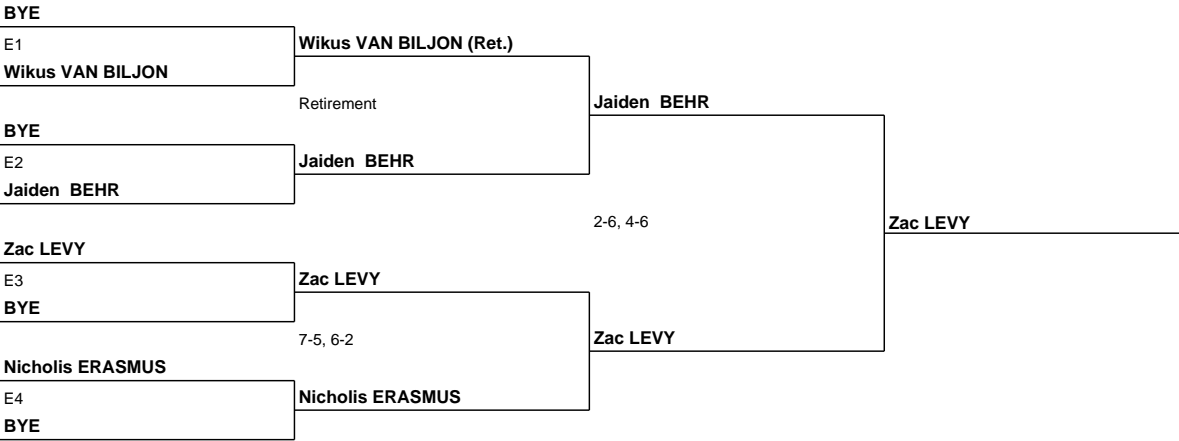 BYE
E1
Wikus VAN BILJON (Ret.)
Wikus VAN BILJON
Retirement
Jaiden BEHR
BYE
E2
Jaiden BEHR
Jaiden BEHR
2-6, 4-6
Zac LEVY
Zac LEVY
E3
Zac LEVY
BYE
7-5, 6-2
Zac LEVY
Nicholis ERASMUS
E4
Nicholis ERASMUS
BYE